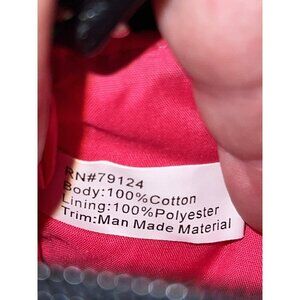 RN#79124
Body:100%Cotton
Lining:100%Polyester
Trim:Man Made Material